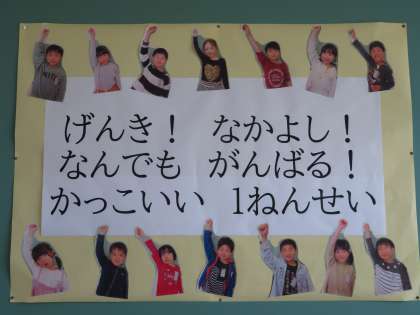 げんき！　なかよし！
なんでも　がんばる！
かっこいい　1ねんせい